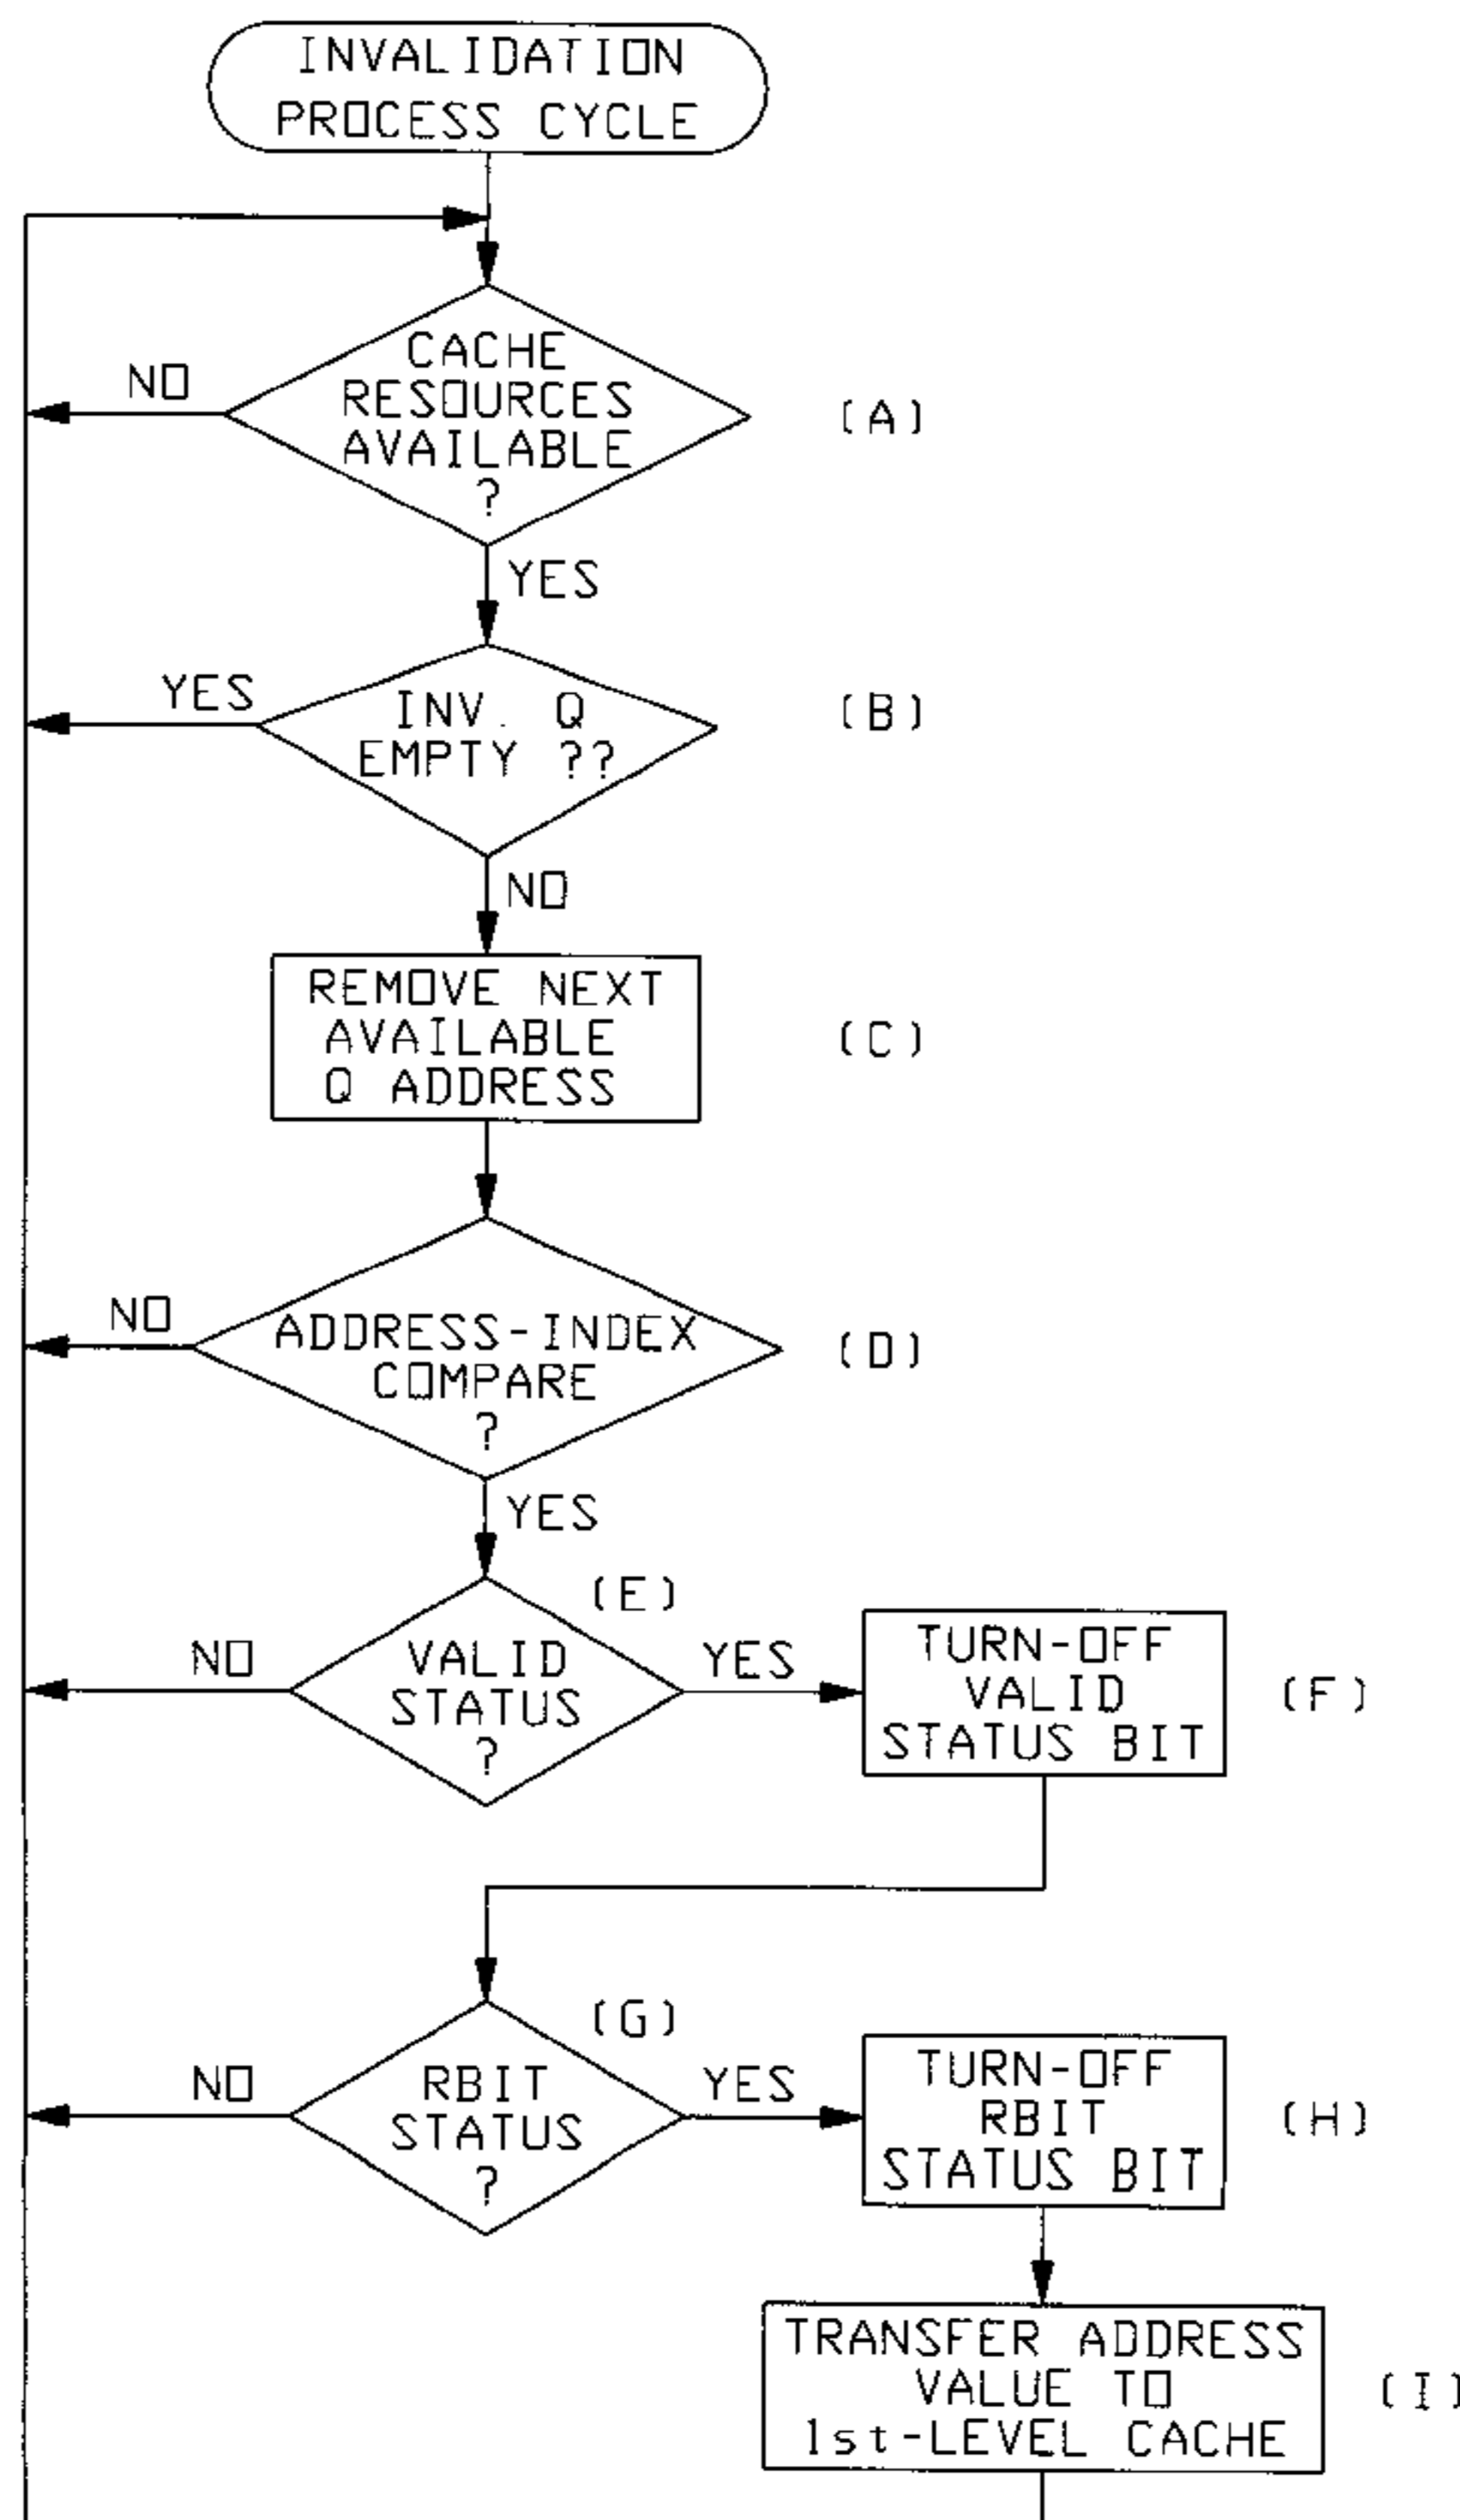 INVALIDATION
PROCESS CYCLE
CACHE
RESOURCES
AVAILABLE
?
NO
(A)
YES
INV. Q
EMPTY ??
YES
(B)
NO
REMOVE NEXT
AVAILABLE
Q ADDRESS
(C)
ADDRESS-INDEX
COMPARE
?
NO
(D)
YES
(E)
VALID
STATUS
?
NO
YES
TURN-OFF
VALID
STATUS BIT
(F)
(G)
RBIT
STATUS
?
NO
YES
TURN-OFF
RBIT
STATUS BIT
(H)
TRANSFER ADDRESS
VALUE TO
1st-LEVEL CACHE
(I)